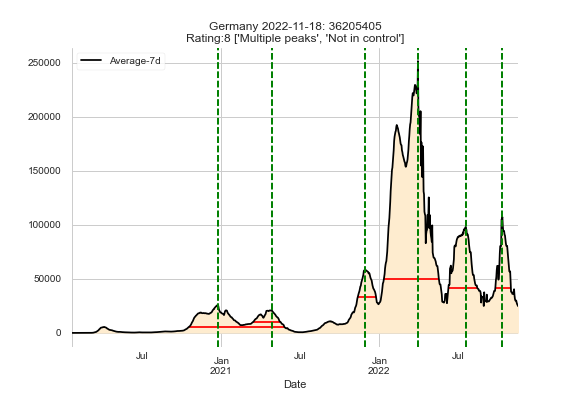 Germany 2022-11-18: 36205405
Rating:8 ['Multiple peaks', 'Not in control']
Average-7d
250000
200000
150000
100000
50000
0
Jul Jan Jul Jan Jul
2021 2022
Date